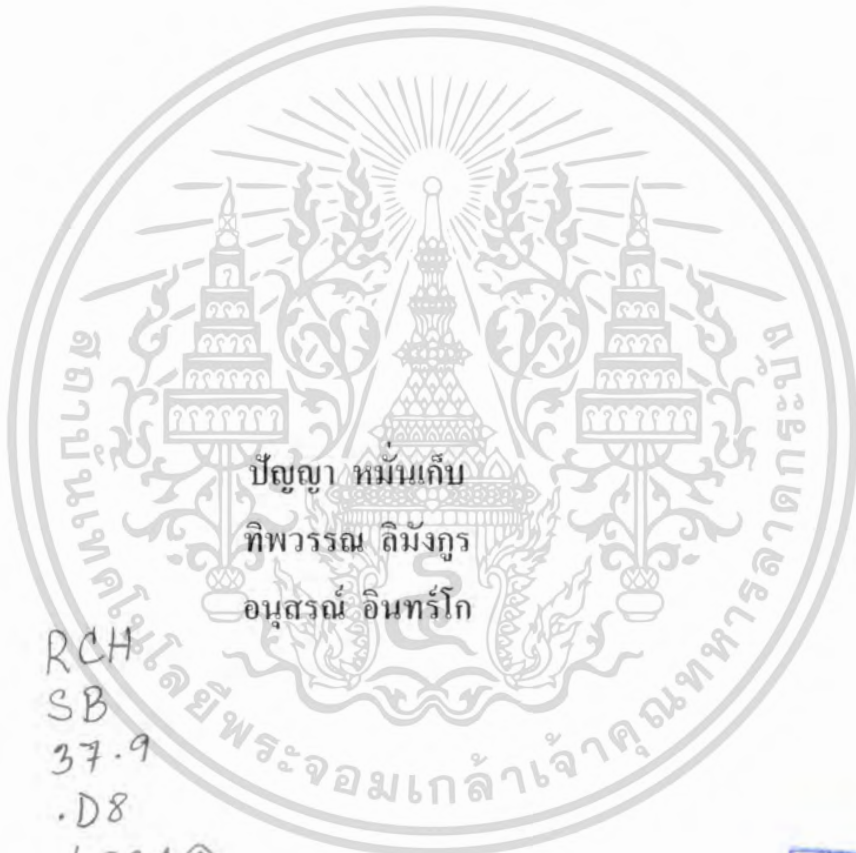 ปัญญา หมั่นเก็บ
ทิพวรรณ ลิมังกูร
อนุสรณ์ อินทร์โก
RCH
SB
37.9
.D8
สถาบันเทคโนโลยีพระจอมเกล้าเจ้าคุณทหารลาดกระบัง